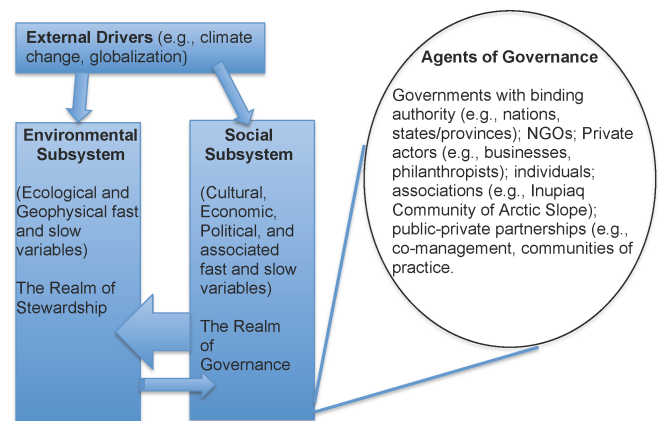 External Drivers (e.g., climate
change, globalization)
Environmental
Subsystem
(Ecological and
Geophysical fast
and slow
variables)
The Realm of
Stewardship
Social
Subsystem
(Cultural,
Economic,
Political, and
associated
fast and slow
variables)
The Realm
of
Governance
Agents of Governance
Governments with binding
authority (e.g., nations,
states/provinces); NGOs; Private
actors (e.g., businesses,
philanthropists); individuals;
associations (e.g., Inupiaq
Community of Arctic Slope);
public-private partnerships (e.g.,
co-management, communities of
practice.